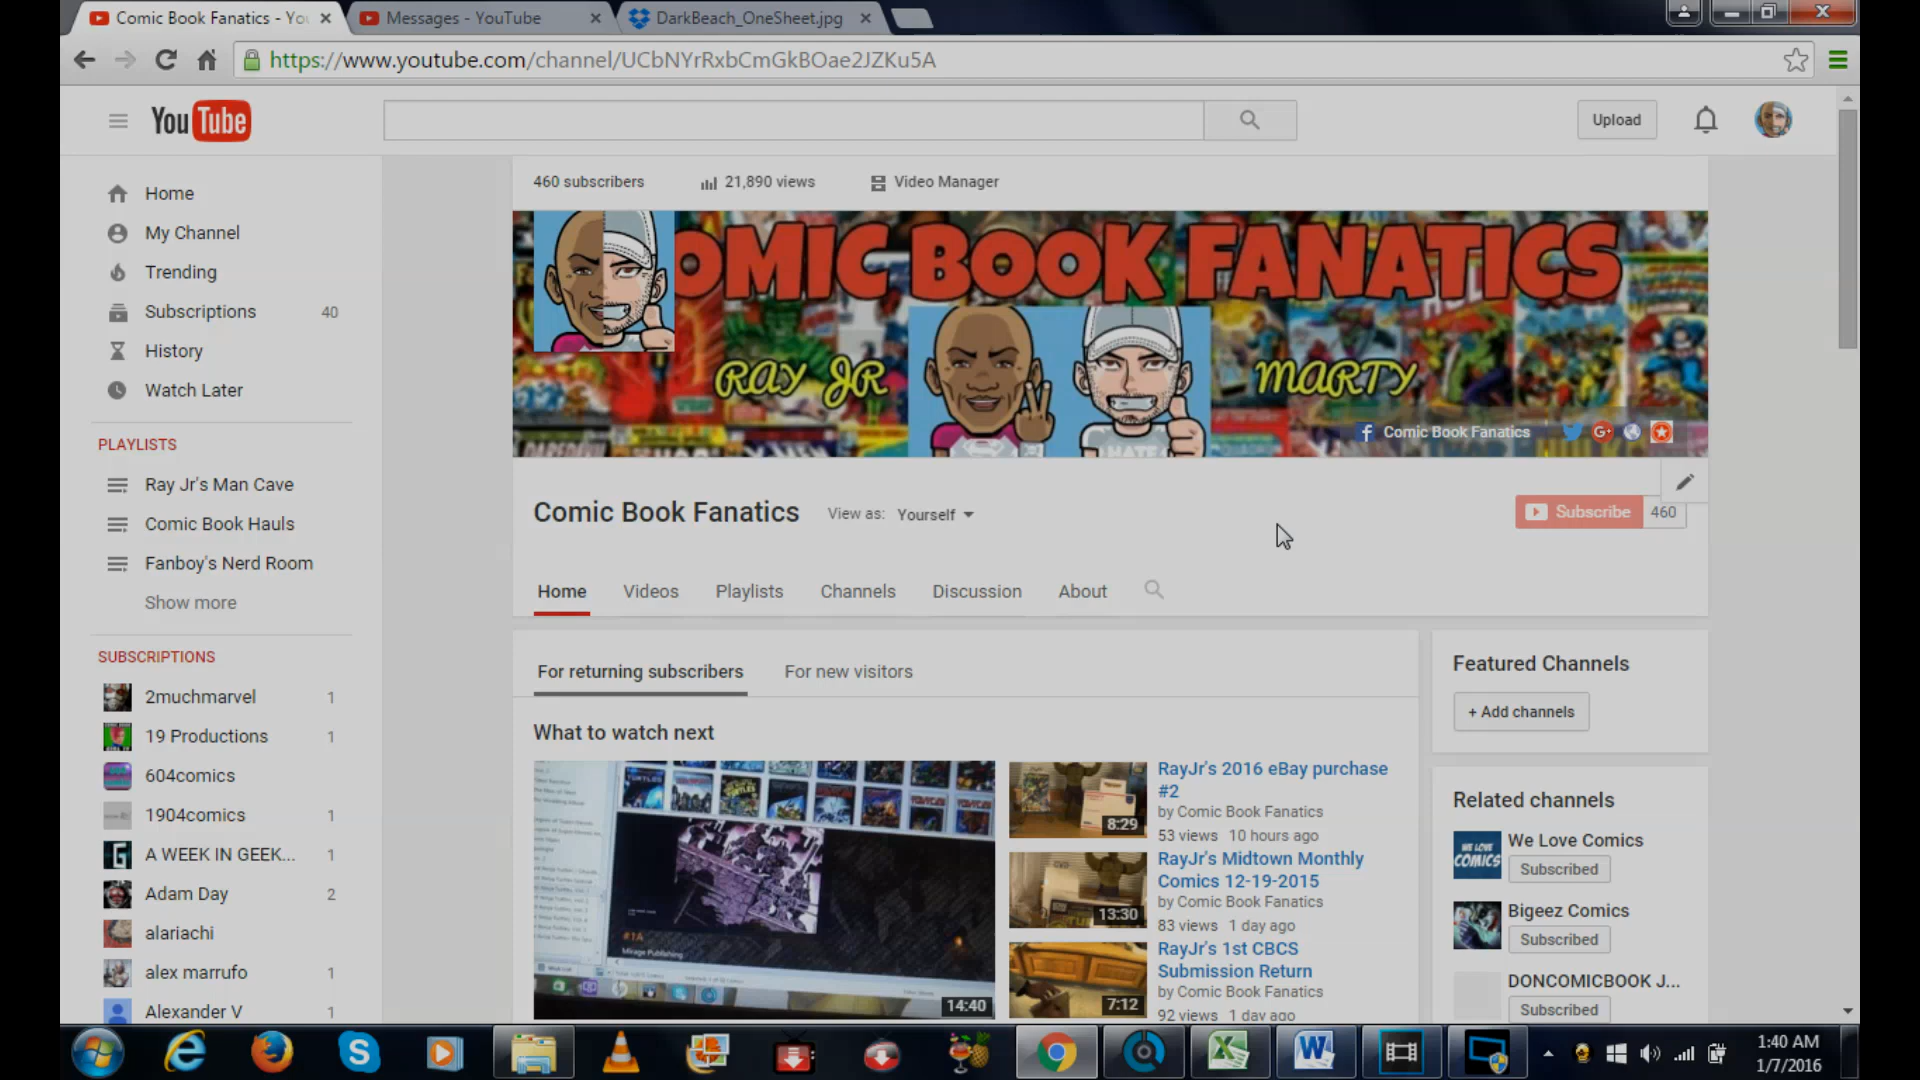 Comic Book Fanatics - You
Messages - YouTube
DarkBeach_OneSheet.jpg
https://www.youtube.com/channel/UCbNYrRxbCmGkBOae2JZKu5A
YouTube
Upload
Home
My Channel
Trending
Subscriptions 40
History
Watch Later
PLAYLISTS
Ray Jr's Man Cave
Comic Book Hauls
Fanboy's Nerd Room
Show more
SUBSCRIPTIONS
2muchmarvel 1
19 Productions 1
604comics
1904comics 1
A WEEK IN GEEK... 1
Adam Day 2
alariachi
alex marrufo 1
Alexander V 1
460 subscribers
21,890 views
Video Manager
OMIC BOOK FANATICS
RAY JR
MARTY
HATE
Comic Book Fanatics
Comic Book Fanatics
View as: Yourself
Subscribe 460
Home
Videos
Playlists
Channels
Discussion
About
For returning subscribers
For new visitors
What to watch next
#1A
Mirage Publishing
14:40
8:29
RayJr's 2016 eBay purchase
#2
by Comic Book Fanatics
53 views 10 hours ago
13:30
RayJr's Midtown Monthly
Comics 12-19-2015
by Comic Book Fanatics
83 views 1 day ago
7:12
RayJr's 1st CBCS
Submission Return
by Comic Book Fanatics
92 views 1 day ago
Featured Channels
+ Add channels
Related channels
WE LOVE
COMICS
We Love Comics
Subscribed
Bigeez Comics
Subscribed
DONCOMICBOOK J...
Subscribed
1:40 AM
1/7/2016